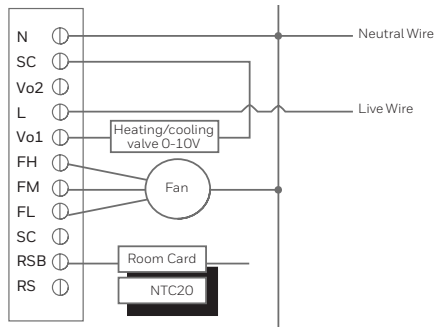 N
Neutral Wire
SC
Vo2
L
Live Wire
Vo1
Heating/cooling
valve 0-10V
FH
FM
Fan
FL
SC
RSB
Room Card
RS
NTC20